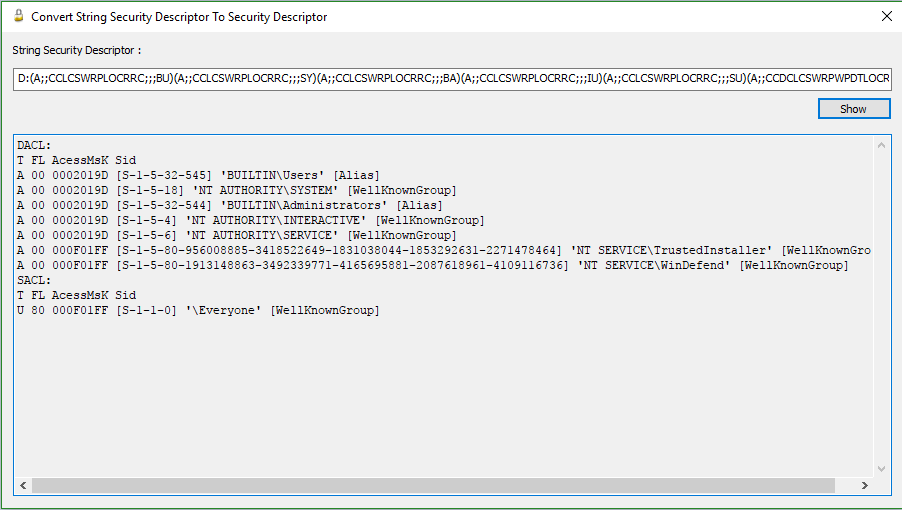 Convert String Security Descriptor To Security Descriptor
String Security Descriptor :
D:(A;;CCLCSWRPLOCRRC;;;BU)(A;;CCLCSWRPLOCRRC;;;SY)(A;;CCLCSWRPLOCRRC;;;BA)(A;;CCLCSWRPLOCRRC;;;IU)(A;;CCLCSWRPLOCRRC;;;SU)(A;;CCDCLCSWRPWPDTLOCR
Show
DACL:
T FL AcessMsK Sid
A 00 0002019D [S-1-5-32-545] 'BUILTIN\Users' [Alias]
A 00 0002019D [S-1-5-18] 'NT AUTHORITY\SYSTEM' [WellKnownGroup]
A 00 0002019D [S-1-5-32-544] 'BUILTIN\Administrators' [Alias]
A 00 0002019D [S-1-5-4] 'NT AUTHORITY\INTERACTIVE' [WellKnownGroup]
A 00 0002019D [S-1-5-6] 'NT AUTHORITY\SERVICE' [WellKnownGroup]
A 00 000F01FF [S-1-5-80-956008885-3418522649-1831038044-1853292631-2271478464] 'NT SERVICE\TrustedInstaller' [WellKnownGro
A 00 000F01FF [S-1-5-80-1913148863-3492339771-4165695881-2087618961-4109116736] 'NT SERVICE\WinDefend' [WellKnownGroup]
SACL:
T FL AcessMsK Sid
U 80 000F01FF [S-1-1-0] '\Everyone' [WellKnownGroup]